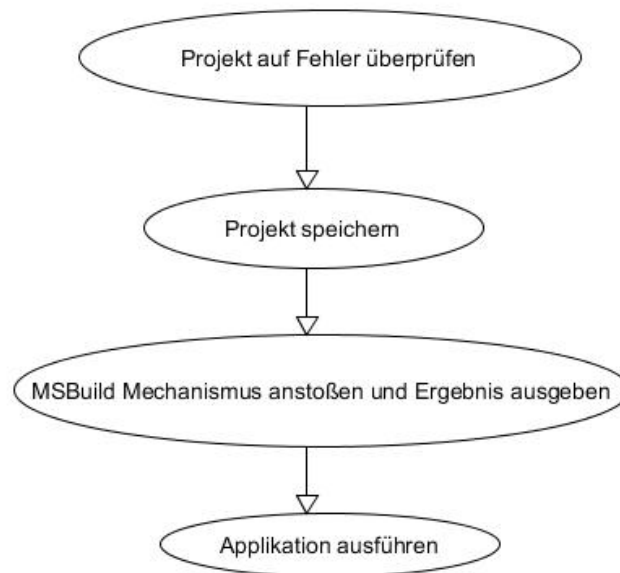 Projekt auf Fehler überprüfen
Projekt speichern
MSBuild Mechanismus anstoßen und Ergebnis ausgeben
Applikation ausführen